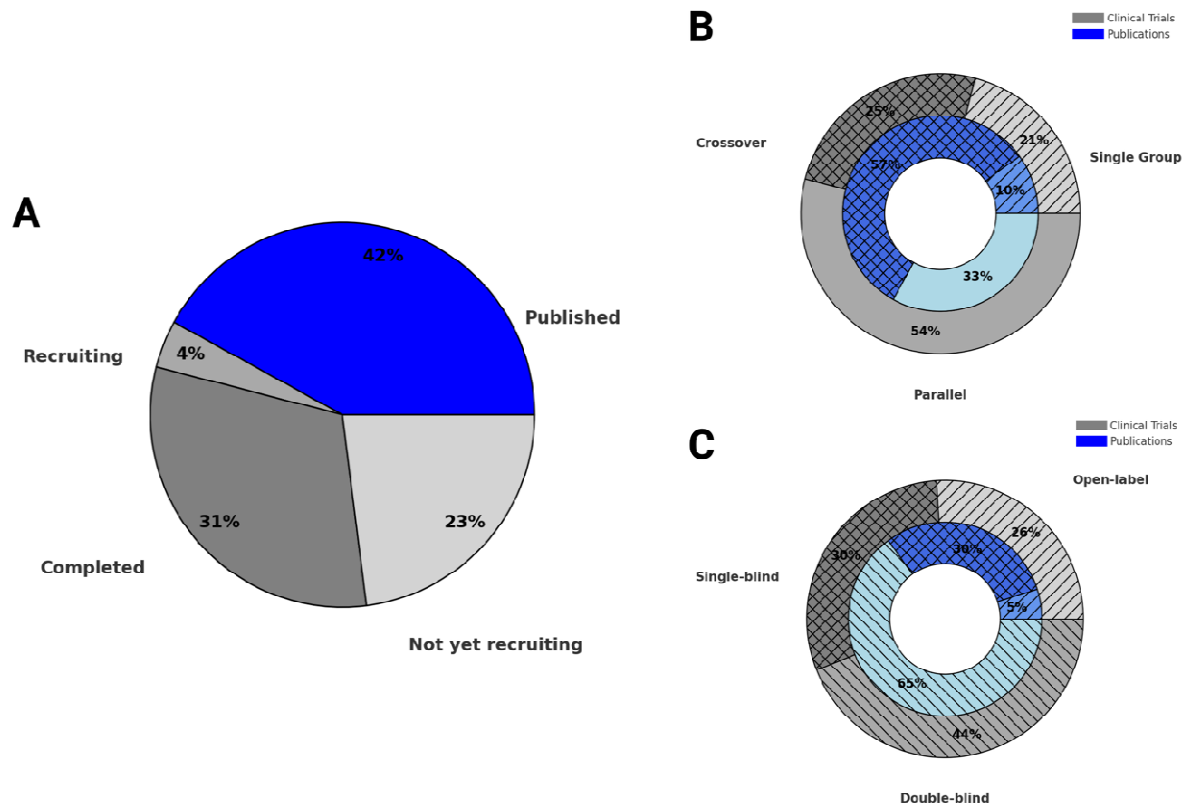 A
42%
Published
Recruiting
4%
31%
23%
Completed
Not yet recruiting
B
Clinical Trials
Publications
25%
Crossover
21%
Single Group
57%
10%
33%
54%
Parallel
C
Clinical Trials
Publications
Open-label
26%
30%
30%
Single-blind
5%
65%
44%
Double-blind